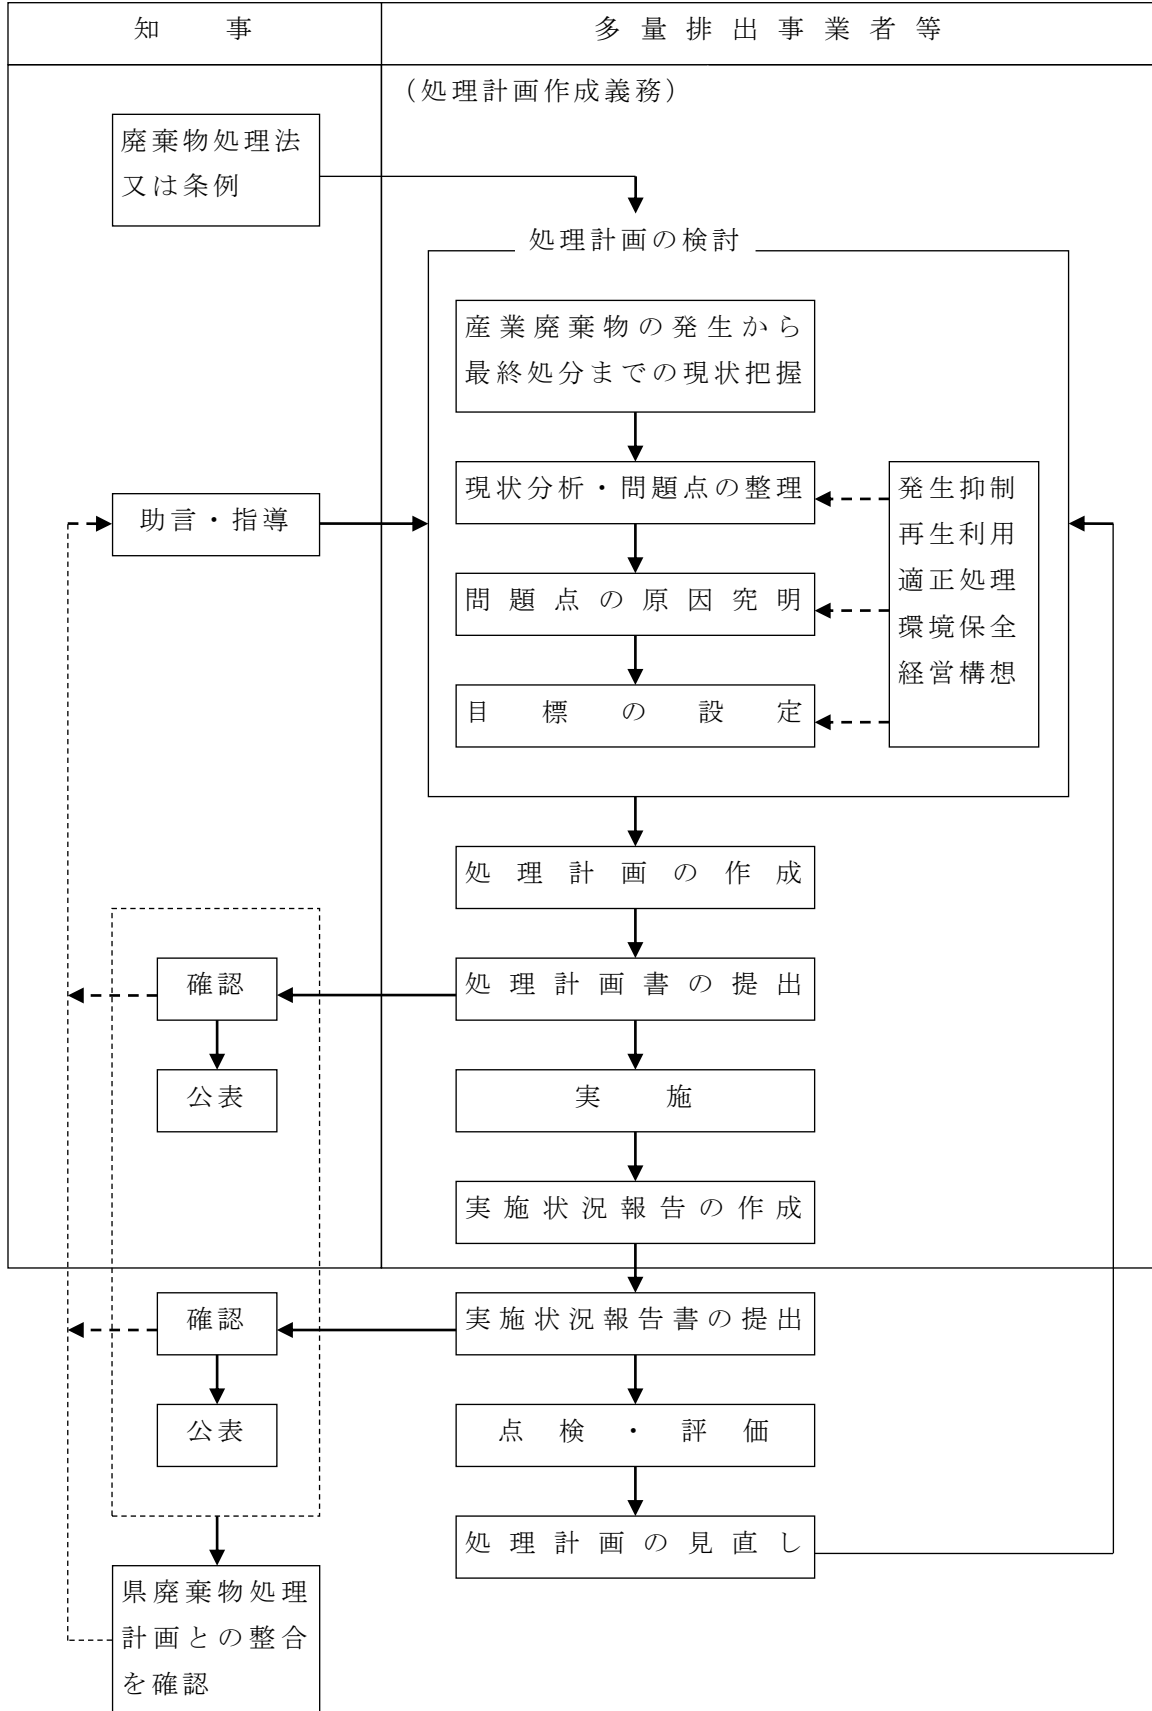 知事
多量排出事業者等
（処理計画作成義務）
廃棄物処理法
又は条例
処理計画の検討
産業廃棄物の発生から
最終処分までの現状把握
現状分析・問題点の整理
発生抑制
再生利用
適正処理
環境保全
経営構想
助言・指導
問題点の原因究明
目標の設定
処理計画の作成
確認
処理計画書の提出
公表
実施
実施状況報告の作成
確認
実施状況報告書の提出
公表
点検・評価
処理計画の見直し
県廃棄物処理
計画との整合
を確認